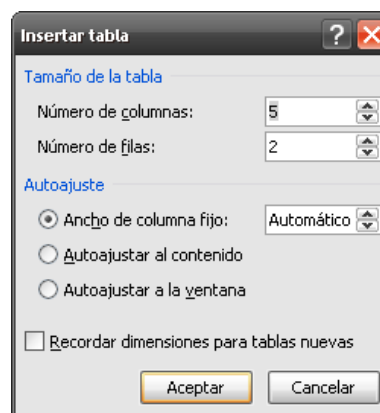 Insertar tabla
Tamaño de la tabla
Número de columnas: 5
Número de filas: 2
Autoajuste
Ancho de columna fijo: Automático
Autoajustar al contenido
Autoajustar a la ventana
Recordar dimensiones para tablas nuevas
Aceptar Cancelar